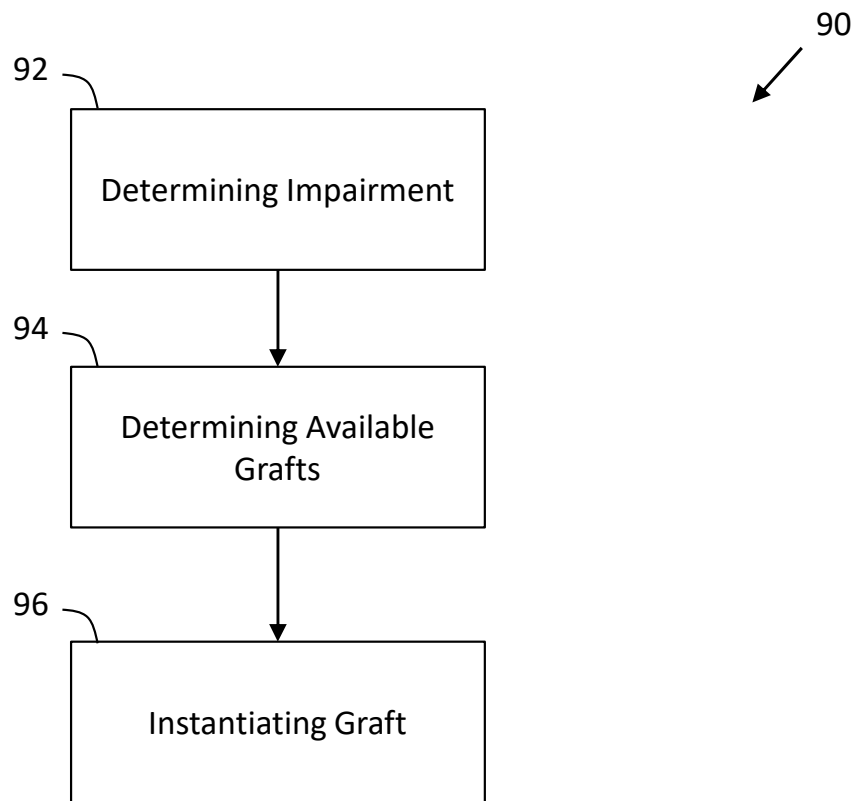 90
92
Determining Impairment
94
Determining Available
Grafts
96
Instantiating Graft